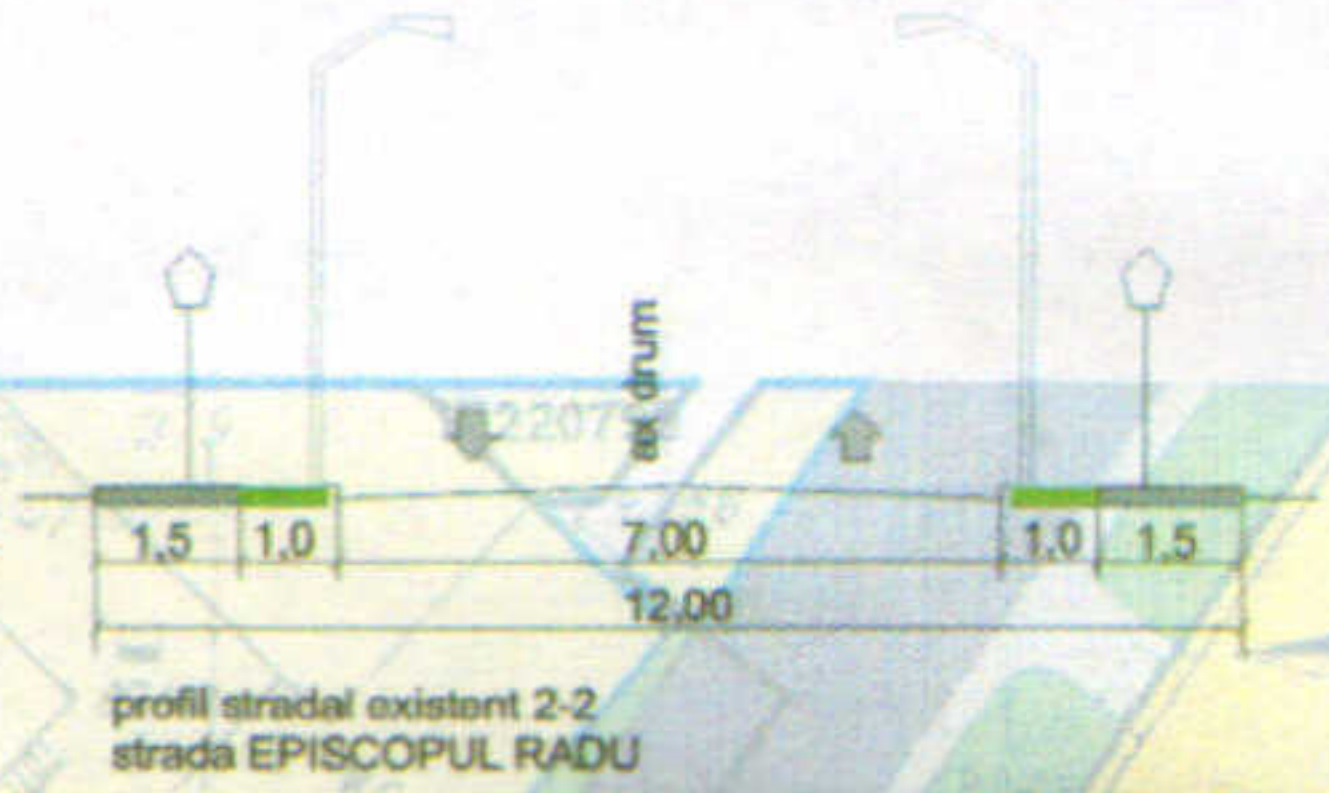 ax drum
1,5 1,0 7,00 1,0 1,5
12,00
profil stradal existent 2-2
strada EPISCOPUL RADU